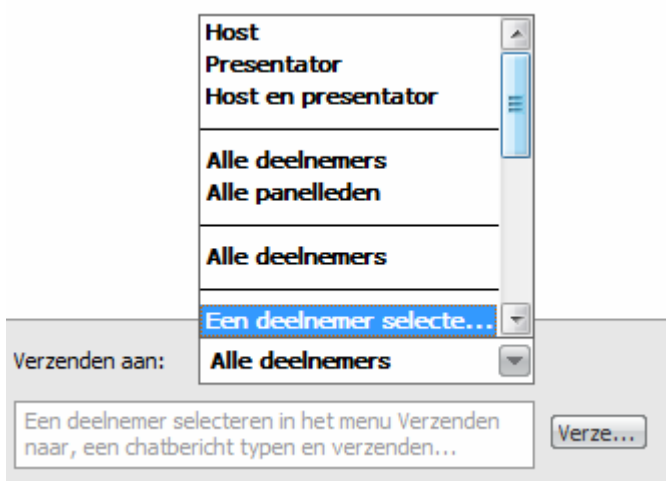 Host
Presentator
Host en presentator
Alle deelnemers
Alle panelleden
Alle deelnemers
Een deelnemer selecte...
Verzenden aan: Alle deelnemers
Een deelnemer selecteren in het menu Verzenden
naar, een chatbericht typen en verzenden...
Verze...